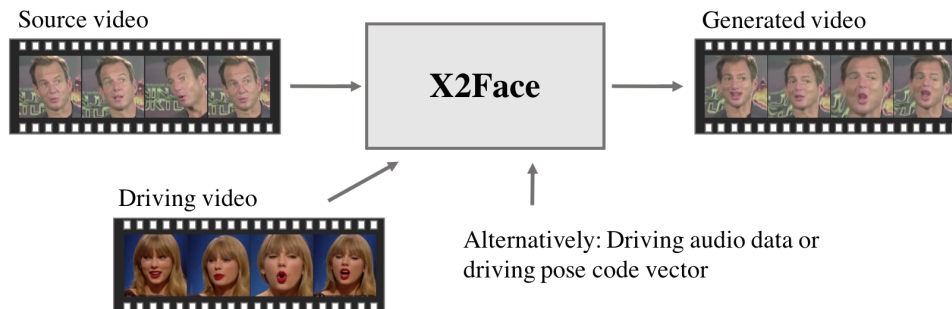 Source video
Generated video
X2Face
Driving video
Alternatively: Driving audio data or
driving pose code vector